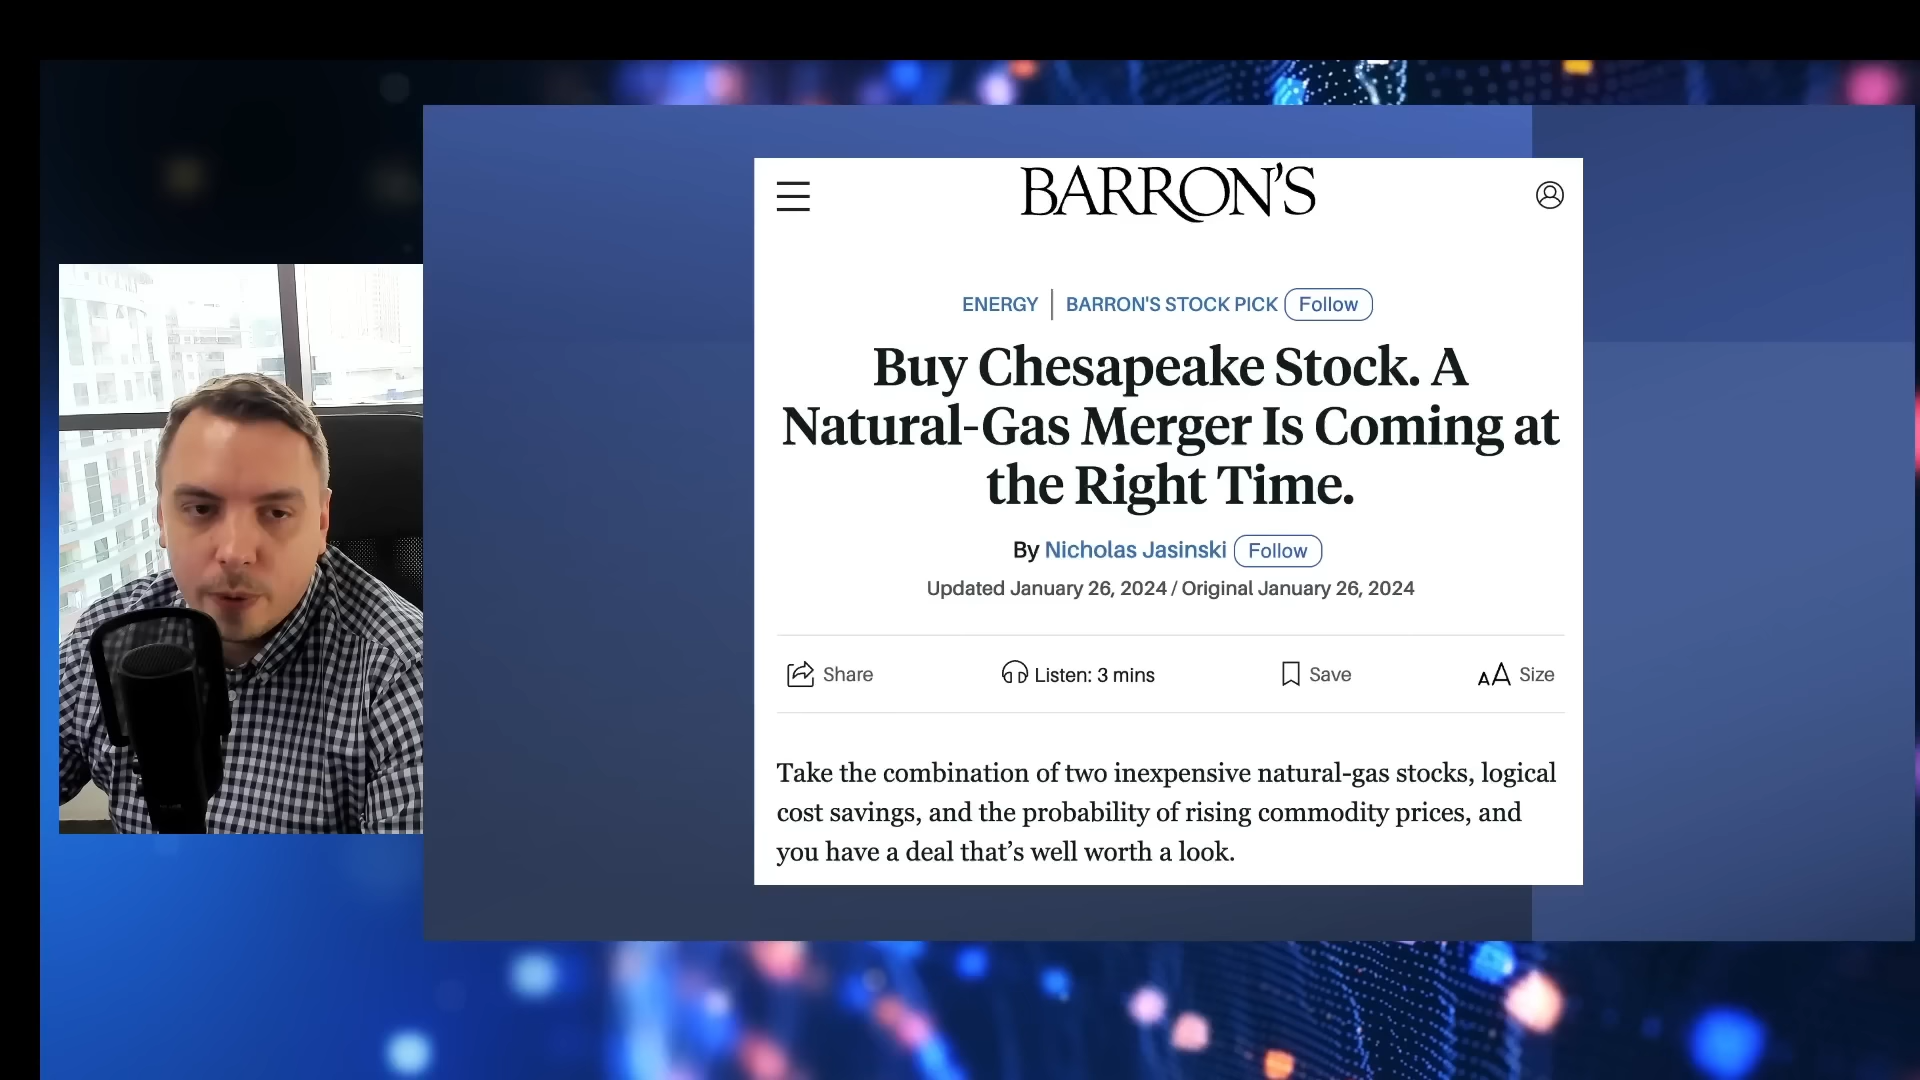 BARRON'S
ENERGY | BARRON'S STOCK PICK Follow
Buy Chesapeake Stock. A
Natural-Gas Merger Is Coming at
the Right Time.
By Nicholas Jasinski Follow
Updated January 26, 2024 / Original January 26, 2024
Share Listen: 3 mins Save AA Size
Take the combination of two inexpensive natural-gas stocks, logical
cost savings, and the probability of rising commodity prices, and
you have a deal that’s well worth a look.